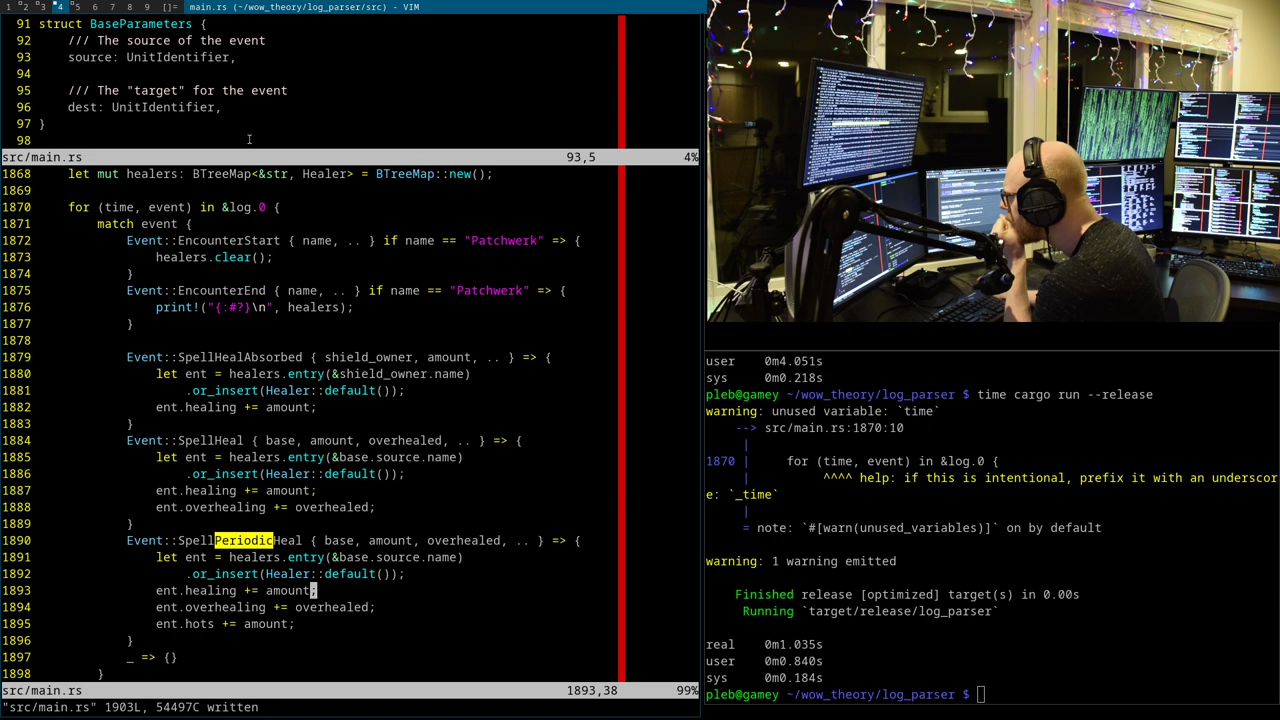 1 2 3 4 5 6 7 8 9 []= main.rs (~/wow_theory/log_parser/src) - VIM
91 struct BaseParameters {
92     /// The source of the event
93     source: UnitIdentifier,
94
95     /// The "target" for the event
96     dest: UnitIdentifier,
97 }
98
src/main.rs 93,5 4%
1868     let mut healers: BTreeMap<&str, Healer> = BTreeMap::new();
1869
1870     for (time, event) in &log.0 {
1871         match event {
1872             Event::EncounterStart { name, .. } if name == "Patchwerk" => {
1873                 healers.clear();
1874             }
1875             Event::EncounterEnd { name, .. } if name == "Patchwerk" => {
1876                 print!("{:#?}\n", healers);
1877             }
1878
1879             Event::SpellHealAbsorbed { shield_owner, amount, .. } => {
1880                 let ent = healers.entry(&shield_owner.name)
1881                     .or_insert(Healer::default());
1882                 ent.healing += amount;
1883             }
1884             Event::SpellHeal { base, amount, overhealed, .. } => {
1885                 let ent = healers.entry(&base.source.name)
1886                     .or_insert(Healer::default());
1887                 ent.healing += amount;
1888                 ent.overhealing += overhealed;
1889             }
1890             Event::SpellPeriodicHeal { base, amount, overhealed, .. } => {
1891                 let ent = healers.entry(&base.source.name)
1892                     .or_insert(Healer::default());
1893                 ent.healing += amount;
1894                 ent.overhealing += overhealed;
1895                 ent.hots += amount;
1896             }
1897             _ => {}
1898         }
src/main.rs 1893,38 99%
"src/main.rs" 1903L, 54497C written
user    0m4.051s
sys     0m0.218s
pleb@gamey ~/wow_theory/log_parser $ time cargo run --release
warning: unused variable: `time`
    --> src/main.rs:1870:10
     |
1870 |     for (time, event) in &log.0 {
     |          ^^^^ help: if this is intentional, prefix it with an underscor
e: `_time`
     |
     = note: `#[warn(unused_variables)]` on by default
warning: 1 warning emitted
    Finished release [optimized] target(s) in 0.00s
     Running `target/release/log_parser`
real    0m1.035s
user    0m0.840s
sys     0m0.184s
pleb@gamey ~/wow_theory/log_parser $